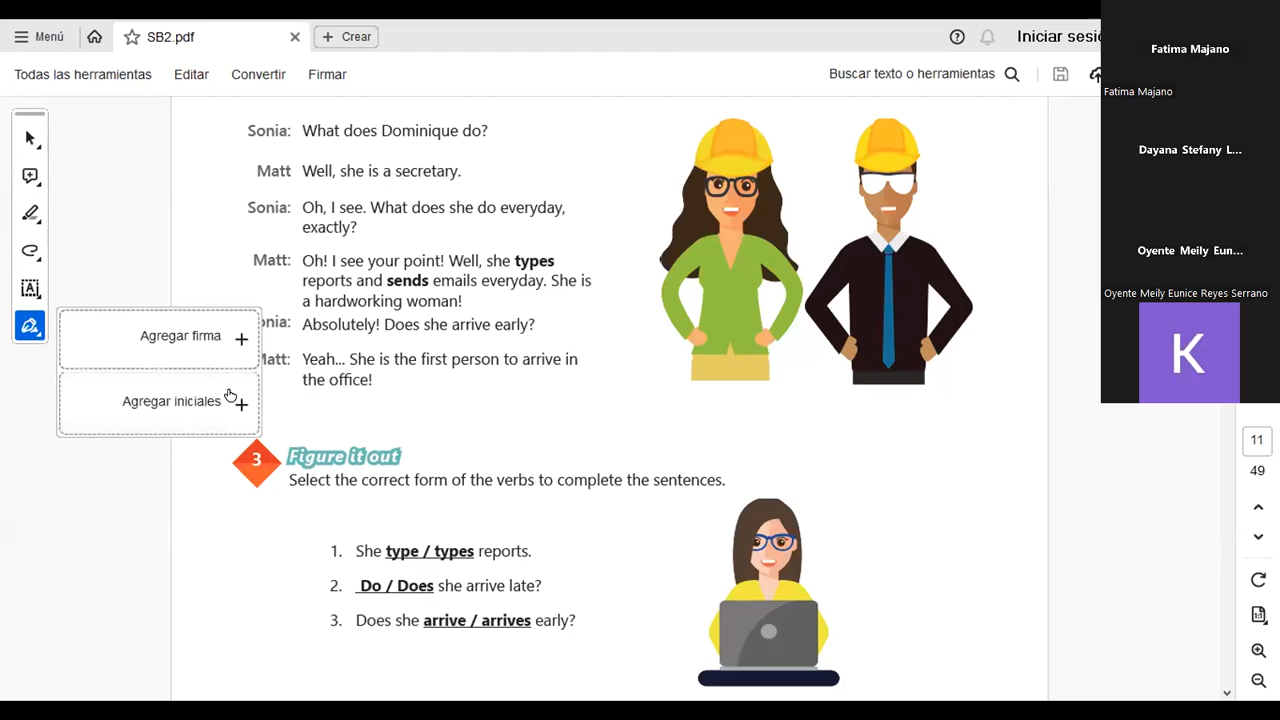 Menú
SB2.pdf
Crear
Iniciar sesi
Todas las herramientas
Editar
Convertir
Firmar
Buscar texto o herramientas
Sonia: What does Dominique do?
Matt Well, she is a secretary.
Sonia: Oh, I see. What does she do everyday,
exactly?
Matt: Oh! I see your point! Well, she types
reports and sends emails everyday. She is
a hardworking woman!
onia: Absolutely! Does she arrive early?
Matt: Yeah... She is the first person to arrive in
the office!
Agregar firma
Agregar iniciales
3 Figure it out
Select the correct form of the verbs to complete the sentences.
1. She type / types reports.
2. Do / Does she arrive late?
3. Does she arrive / arrives early?
Fatima Majano
Fatima Majano
Dayana Stefany L...
Oyente Meily Eun...
Oyente Meily Eunice Reyes Serrano
K
11
49
1:1